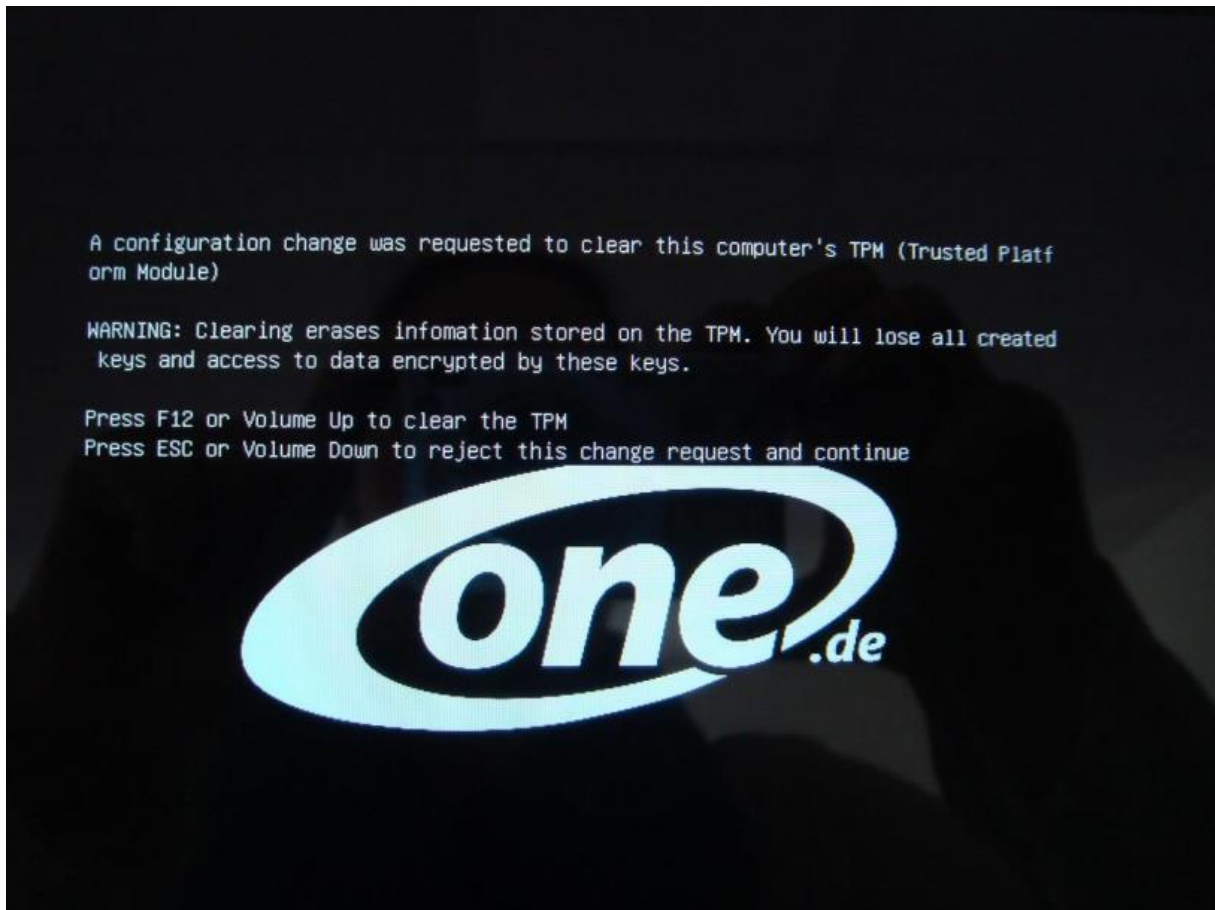 A configuration change was requested to clear this computer's TPM (Trusted Platf
orm Module)
WARNING: Clearing erases infomation stored on the TPM. You will lose all created
keys and access to data encrypted by these keys.
Press F12 or Volume Up to clear the TPM
Press ESC or Volume Down to reject this change request and continue
one.de